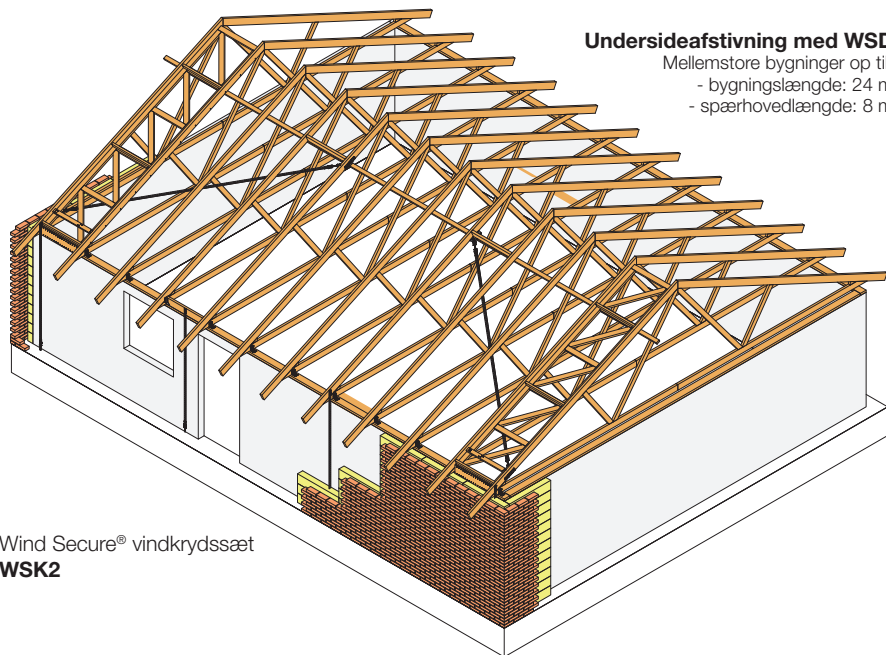 Undersideafstivning med WSD
Mellemstore bygninger op ti
- bygningslængde: 24 m
- spærhovedlængde: 8 m
Wind Secure® vindkrydssæt
WSK2